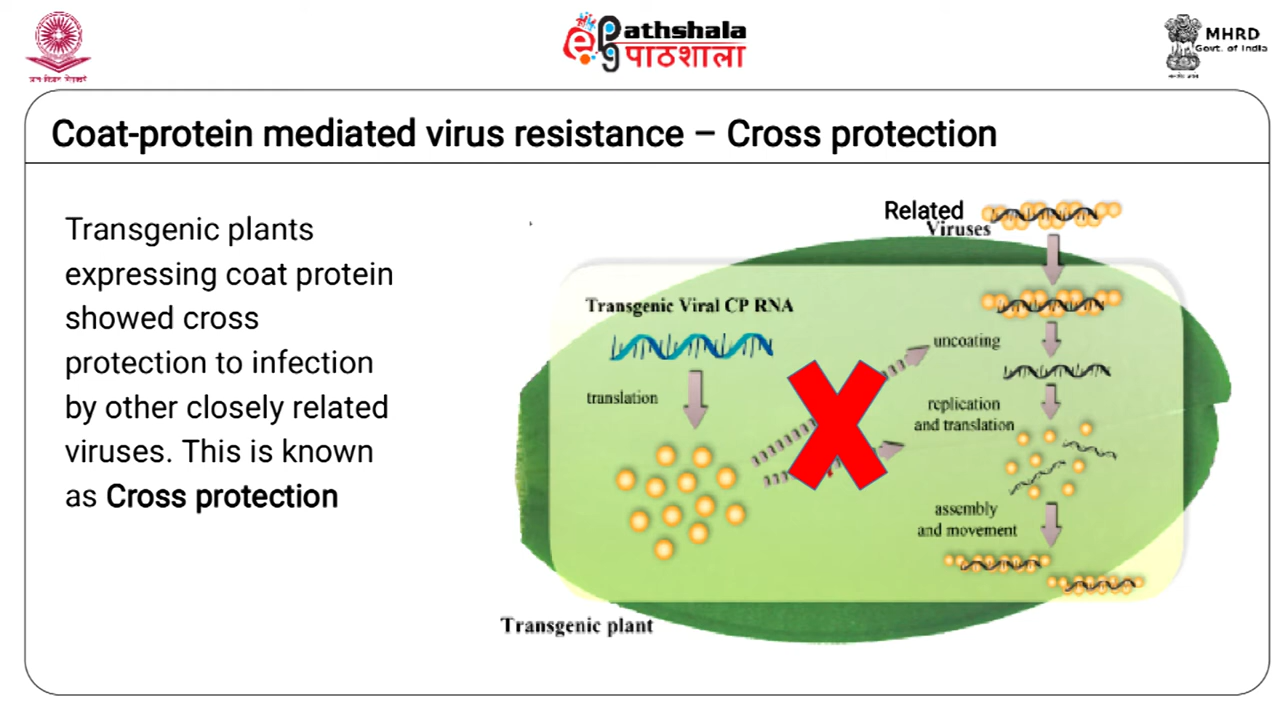 epathshala
पाठशाला
MHRD
Govt. of India
Coat-protein mediated virus resistance – Cross protection
Transgenic plants
expressing coat protein
showed cross
protection to infection
by other closely related
viruses. This is known
as Cross protection
Related
Viruses
Transgenic Viral CP RNA
translation
uncoating
replication
and translation
assembly
and movement
Transgenic plant